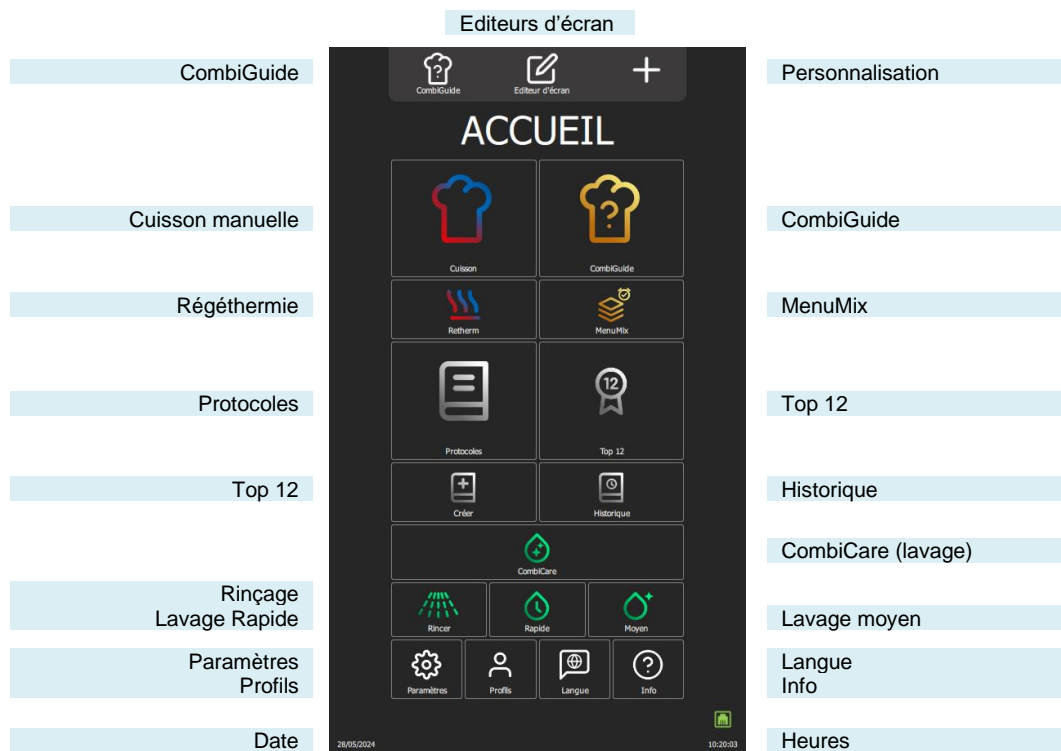 Editeurs d’écran
CombiGuide
Personnalisation
CombiGuide
Editeur d'écran
ACCUEIL
Cuisson manuelle
CombiGuide
?
Cuisson
CombiGuide
Régéthermie
MenuMix
Retherm
MenuMix
Protocoles
Top 12
12
Protocoles
Top 12
Top 12
Historique
Créer
Historique
CombiCare (lavage)
CombiCare
Rinçage
Lavage Rapide
Lavage moyen
Rincer
Rapide
Moyen
Paramètres
Profils
Langue
Info
?
Paramètres
Profils
Langue
Info
Date
Heures
28/05/2024
10:20:03